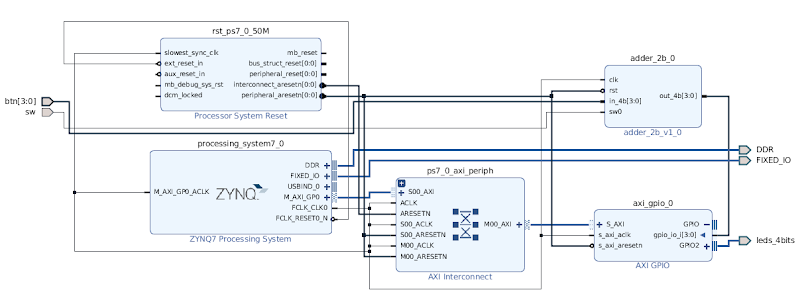 rst_ps7_0_50M
slowest_sync_clk
ext_reset_in
aux_reset_in
mb_debug_sys_rst
dcm_locked
mb_reset
bus_struct_reset[0:0]
peripheral_reset[0:0]
interconnect_aresetn[0:0]
peripheral_aresetn[0:0]
Processor System Reset
adder_2b_0
clk
rst
in_4b[3:0]
sw0
out_4b[3:0]
adder_2b_v1_0
btn[3:0]
sw
processing_system7_0
M_AXI_GP0_ACLK
ZYNQ
DDR
FIXED_IO
USBIND_0
M_AXI_GP0
FCLK_CLK0
FCLK_RESET0_N
ZYNQ7 Processing System
DDR
FIXED_IO
ps7_0_axi_periph
S00_AXI
ACLK
ARESETN
S00_ACLK
S00_ARESETN
M00_ACLK
M00_ARESETN
M00_AXI
AXI Interconnect
axi_gpio_0
S_AXI
s_axi_aclk
s_axi_aresetn
GPIO
gpio_io_i[3:0]
GPIO2
AXI GPIO
leds_4bits